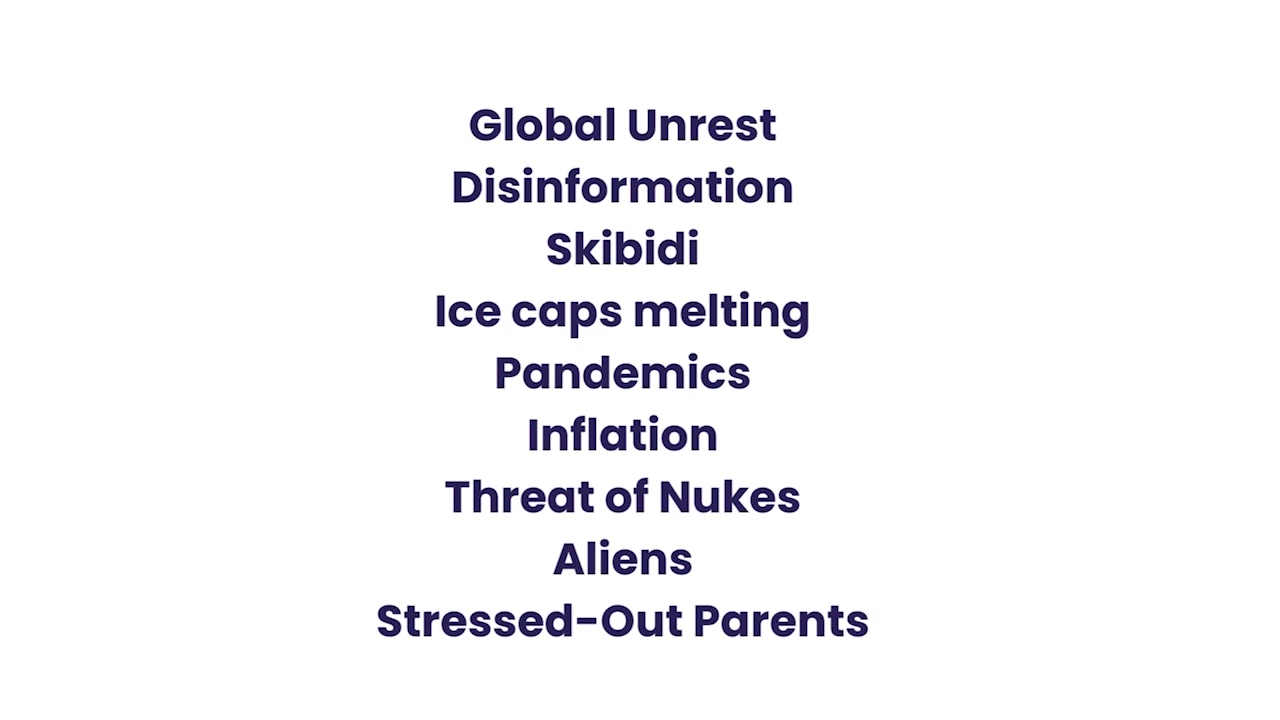 Global Unrest
Disinformation
Skibidi
Ice caps melting
Pandemics
Inflation
Threat of Nukes
Aliens
Stressed-Out Parents